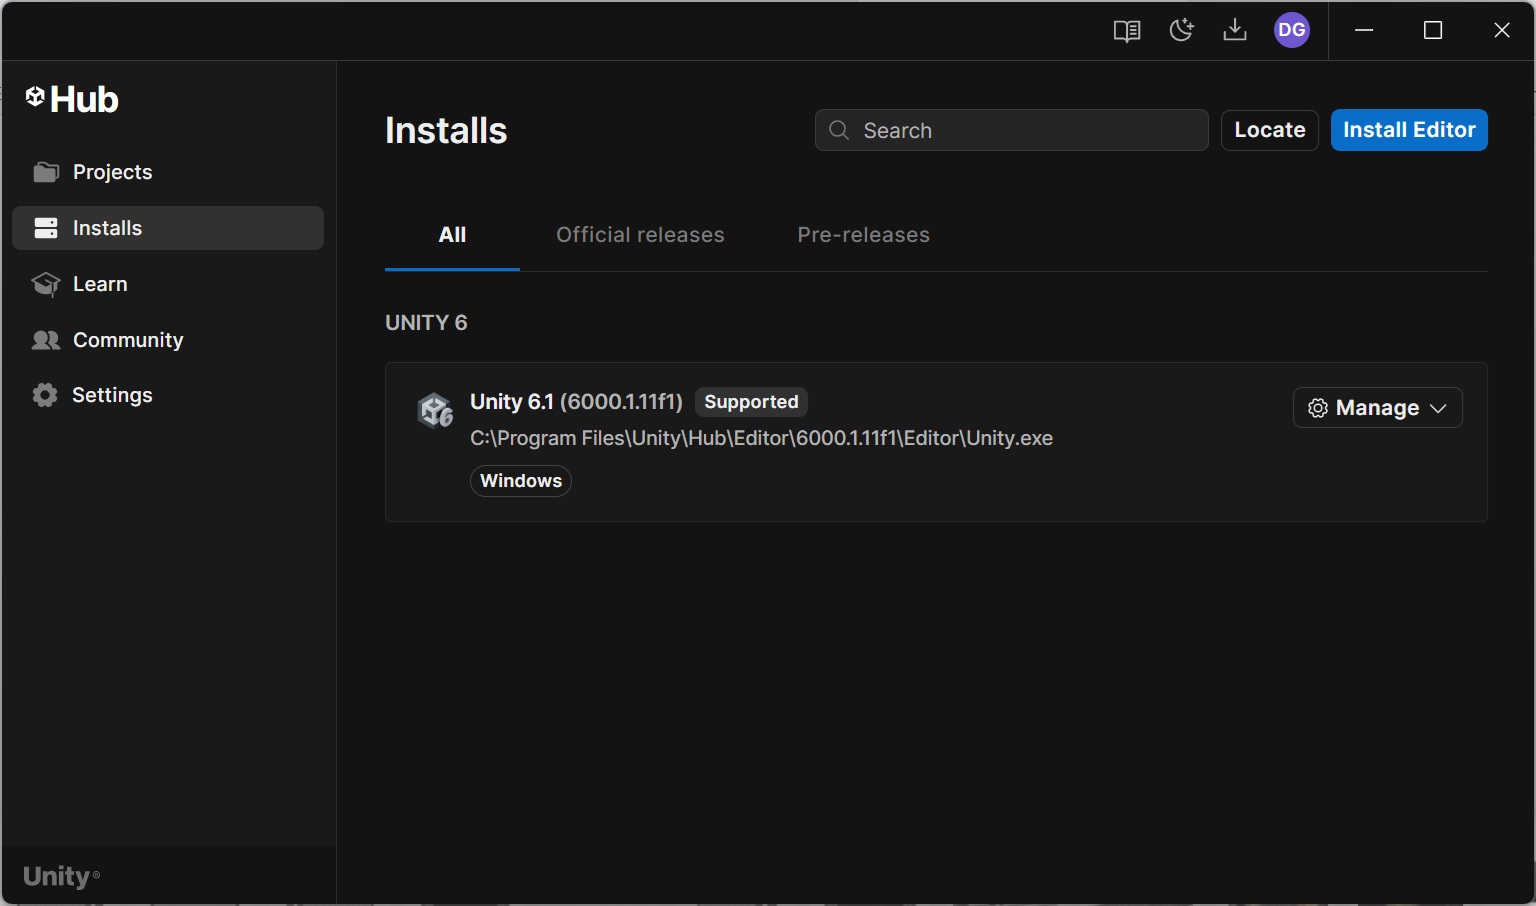 DG
Hub
Projects
Installs
Learn
Community
Settings
Unity®
Installs
Search
Locate
Install Editor
All
Official releases
Pre-releases
UNITY 6
6
Unity 6.1 (6000.1.11f1)
Supported
Manage
C:\Program Files\Unity\Hub\Editor\6000.1.11f1\Editor\Unity.exe
Windows